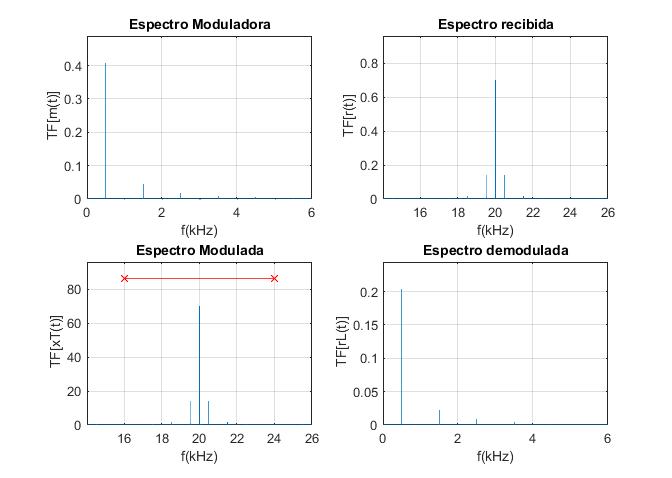 Espectro Moduladora
TF[m(t)]
0.4
0.3
0.2
0.1
0
0 2 4 6
f(kHz)
Espectro recibida
TF[r(t)]
0.8
0.6
0.4
0.2
0
16 18 20 22 24 26
f(kHz)
Espectro Modulada
TF[xT(t)]
80
60
40
20
0
16 18 20 22 24 26
f(kHz)
Espectro demodulada
TF[rL(t)]
0.2
0.15
0.1
0.05
0
0 2 4 6
f(kHz)